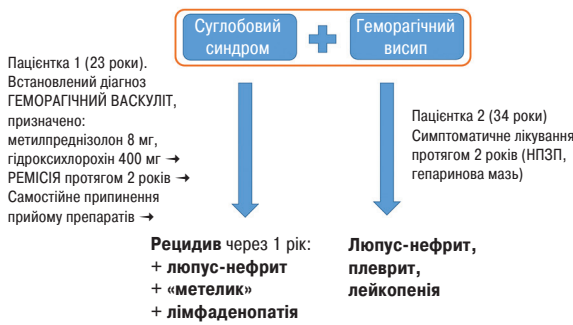 Суглобовий
синдром
Геморагічний
висип
Пацієнтка 1 (23 роки).
Встановлений діагноз
ГЕМОРАГІЧНИЙ ВАСКУЛІТ,
призначено:
метилпреднізолон 8 мг,
гідроксихлорохін 400 мг →
РЕМІСІЯ протягом 2 років →
Самостійне припинення
прийому препаратів →
Пацієнтка 2 (34 роки)
Симптоматичне лікування
протягом 2 років (НПЗП,
гепаринова мазь)
Рецидив через 1 рік:
+ люпус-нефрит
+ «метелик»
+ лімфаденопатія
Люпус-нефрит,
плеврит,
лейкопенія